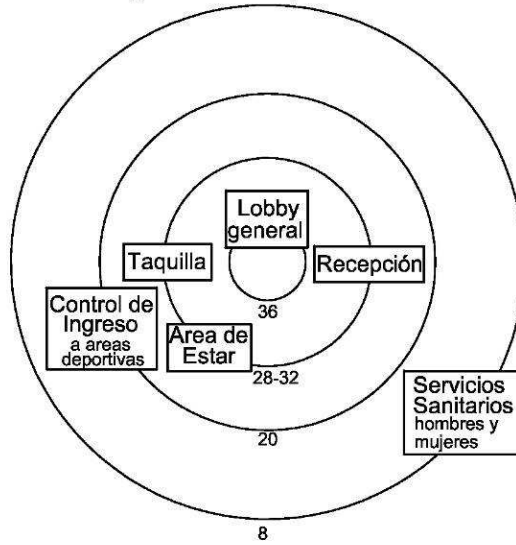 Lobby
general
Taquilla
Recepción
36
Control de
Ingreso
a areas
deportivas
Area de
Estar
28-32
Servicios
Sanitarios
hombres y
mujeres
20
8